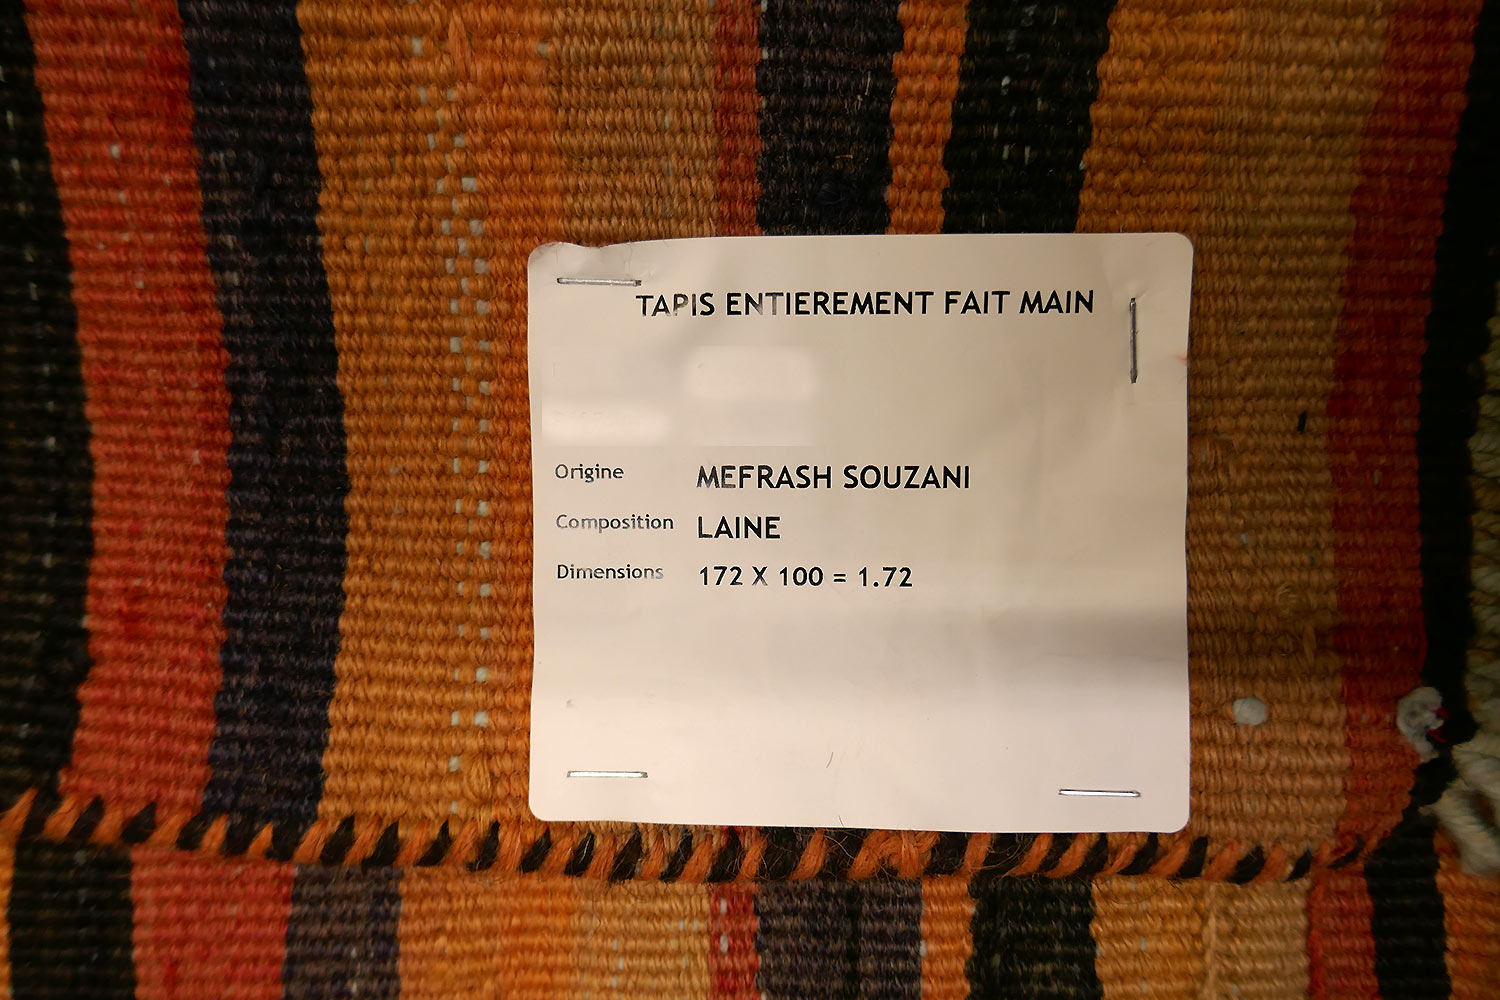 TAPIS ENTIEREMENT FAIT MAIN
Origine MEFRASH SOUZANI
Composition LAINE
Dimensions 172 X 100 = 1.72